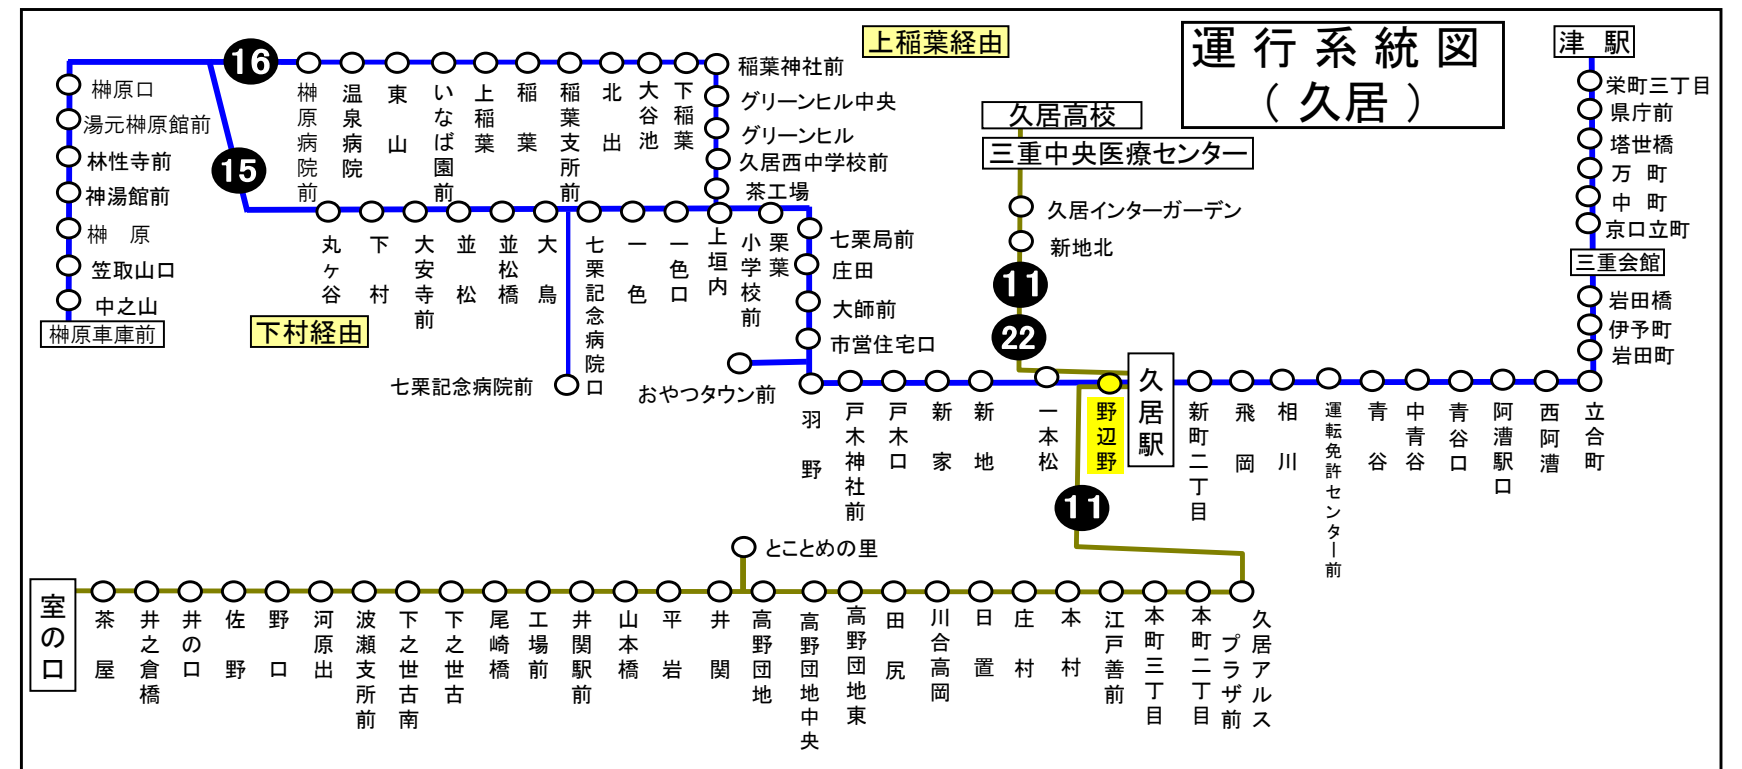 運行系統図
（久居）
上稲葉経由
津駅
栄町三丁目
県庁前
塔世橋
万町
中町
京口立町
三重会館
岩田橋
伊予町
岩田町
立合町
西阿漕
阿漕駅口
青谷口
中青谷
青谷
運転免許センター前
相川
飛岡
新町二丁目
久居駅
野辺野
一本松
新地
新家
戸木口
戸木神社前
羽野
久居高校
三重中央医療センター
久居インターガーデン
新地北
11
22
11
おやつタウン前
市営住宅口
大師前
庄田
七栗局前
栗葉
小学校前
上垣内
一色口
一色
七栗記念病院口
七栗記念病院前
大鳥
並松橋
並松
大安寺前
下村
丸ヶ谷
下村経由
15
16
茶工場
久居西中学校前
グリーンヒル
グリーンヒル中央
稲葉神社前
下稲葉
大谷池
北出
稲葉支所前
稲葉
上稲葉
いなば園前
東山
温泉病院
榊原病院前
榊原口
湯元榊原館前
林性寺前
神湯館前
榊原
笠取山口
中之山
榊原車庫前
室の口
茶屋
井之倉橋
井の口
佐野
野口
河原出
波瀬支所前
下之世古南
下之世古
尾崎橋
工場前
井関駅前
山本橋
平岩
井関
とことめの里
高野団地
高野団地中央
高野団地東
田尻
川合高岡
日置
庄村
本村
江戸善前
本町三丁目
本町二丁目
久居アルス
プラザ前